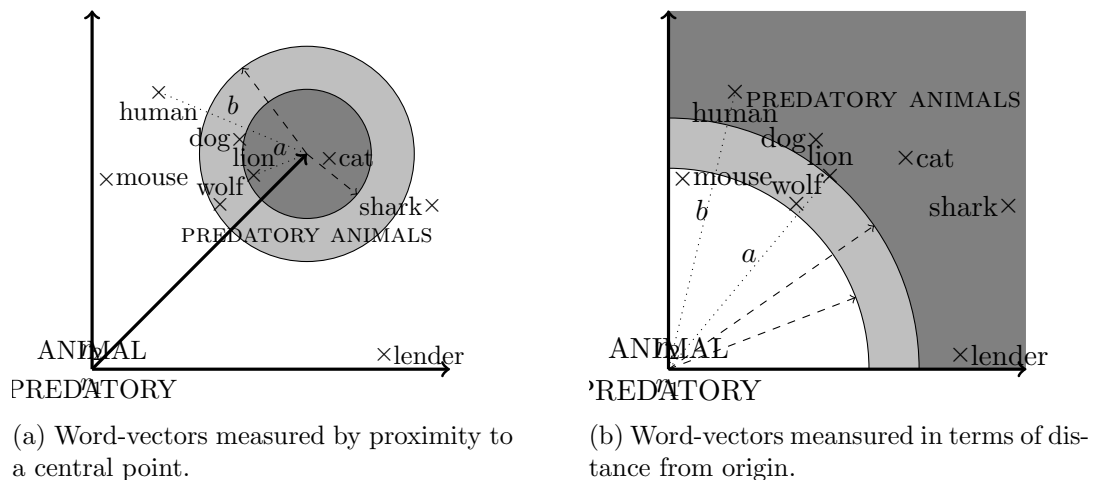 human
b
dog
a
lion
cat
mouse
wolf
shark
PREDATORY ANIMALS
ANIMAL
PREDATORY
lender
(a) Word-vectors measured by proximity to
a central point.
human
PREDATORY ANIMALS
dog
lion
cat
mouse
wolf
shark
b
a
ANIMAL
PREDATORY
lender
(b) Word-vectors meansured in terms of dis-
tance from origin.